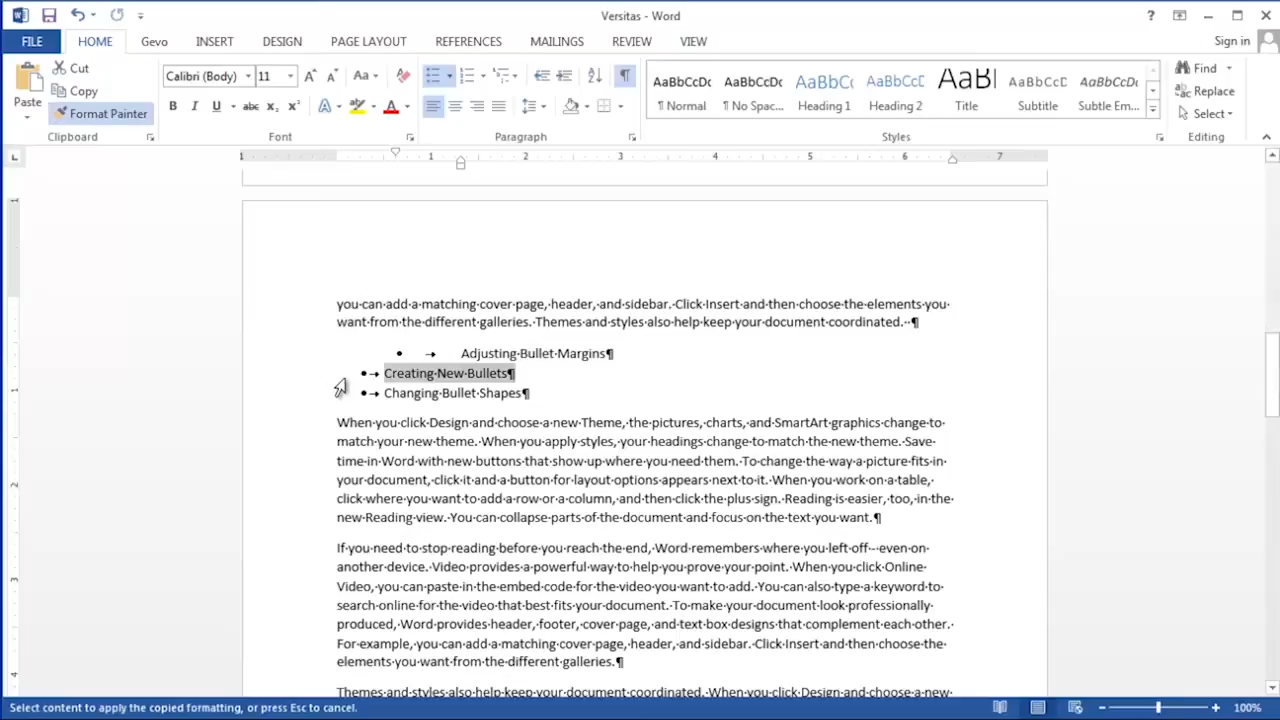 Versitas - Word
FILE HOME Gevo INSERT DESIGN PAGE LAYOUT REFERENCES MAILINGS REVIEW VIEW Sign in
Paste
Cut
Copy
Format Painter
Clipboard
Calibri (Body) 11
Font
Paragraph
AaBbCcDc AaBbCcDc AaBbCc AaBbCcD AaBl AaBbCcD AaBbCcDc
¶ Normal ¶ No Spac... Heading 1 Heading 2 Title Subtitle Subtle Em...
Styles
Find
Replace
Select
Editing
1 1 2 3 4 5 6 7
you·can·add·a·matching·cover·page,·header,·and·sidebar.·Click·Insert·and·then·choose·the·elements·you·
want·from·the·different·galleries.·Themes·and·styles·also·help·keep·your·document·coordinated.··¶
• → Adjusting·Bullet·Margins¶
•→ Creating·New·Bullets¶
•→ Changing·Bullet·Shapes¶
When·you·click·Design·and·choose·a·new·Theme,·the·pictures,·charts,·and·SmartArt·graphics·change·to·
match·your·new·theme.·When·you·apply·styles,·your·headings·change·to·match·the·new·theme.·Save·
time·in·Word·with·new·buttons·that·show·up·where·you·need·them.·To·change·the·way·a·picture·fits·in·
your·document,·click·it·and·a·button·for·layout·options·appears·next·to·it.·When·you·work·on·a·table,·
click·where·you·want·to·add·a·row·or·a·column,·and·then·click·the·plus·sign.·Reading·is·easier,·too,·in·the·
new·Reading·view.·You·can·collapse·parts·of·the·document·and·focus·on·the·text·you·want.¶
If·you·need·to·stop·reading·before·you·reach·the·end,·Word·remembers·where·you·left·off·-·even·on·
another·device.·Video·provides·a·powerful·way·to·help·you·prove·your·point.·When·you·click·Online·
Video,·you·can·paste·in·the·embed·code·for·the·video·you·want·to·add.·You·can·also·type·a·keyword·to·
search·online·for·the·video·that·best·fits·your·document.·To·make·your·document·look·professionally·
produced,·Word·provides·header,·footer,·cover·page,·and·text·box·designs·that·complement·each·other.·
For·example,·you·can·add·a·matching·cover·page,·header,·and·sidebar.·Click·Insert·and·then·choose·the·
elements·you·want·from·the·different·galleries.¶
Themes·and·styles·also·help·keep·your·document·coordinated.·When·you·click·Design·and·choose·a·new·
Select content to apply the copied formatting, or press Esc to cancel.
100%